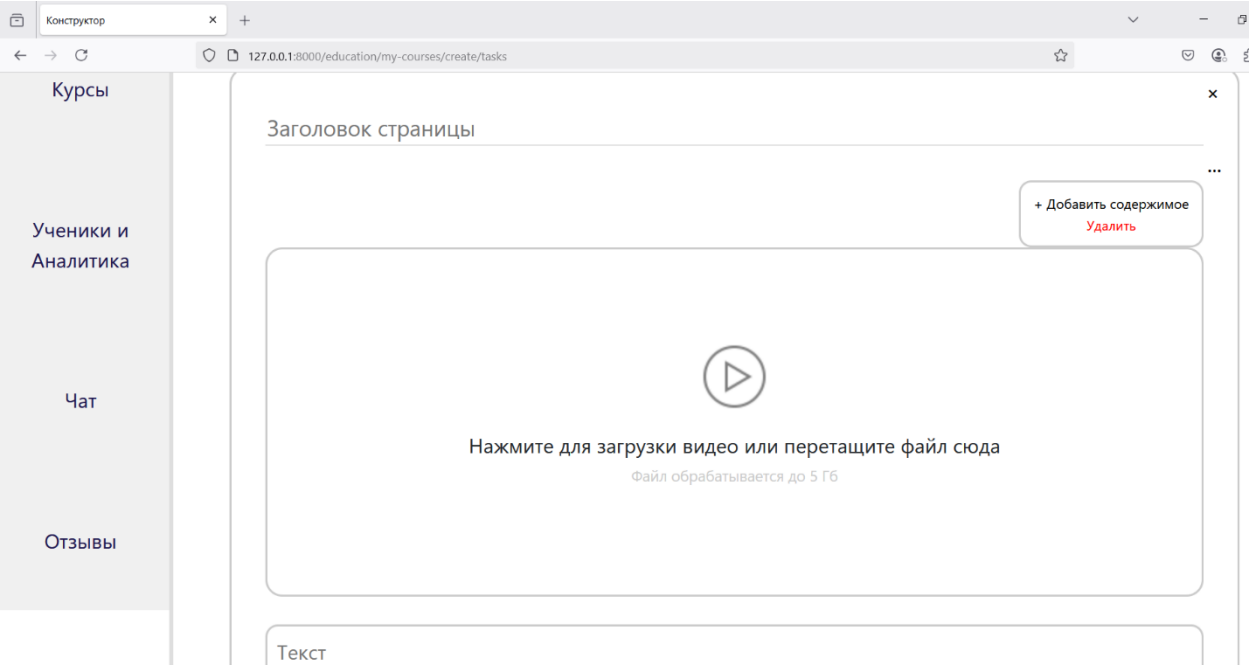 Конструктор
127.0.0.1:8000/education/my-courses/create/tasks
Курсы
Ученики и
Аналитика
Чат
Отзывы
Заголовок страницы
+ Добавить содержимое
Удалить
Нажмите для загрузки видео или перетащите файл сюда
Файл обрабатывается до 5 Гб
Текст